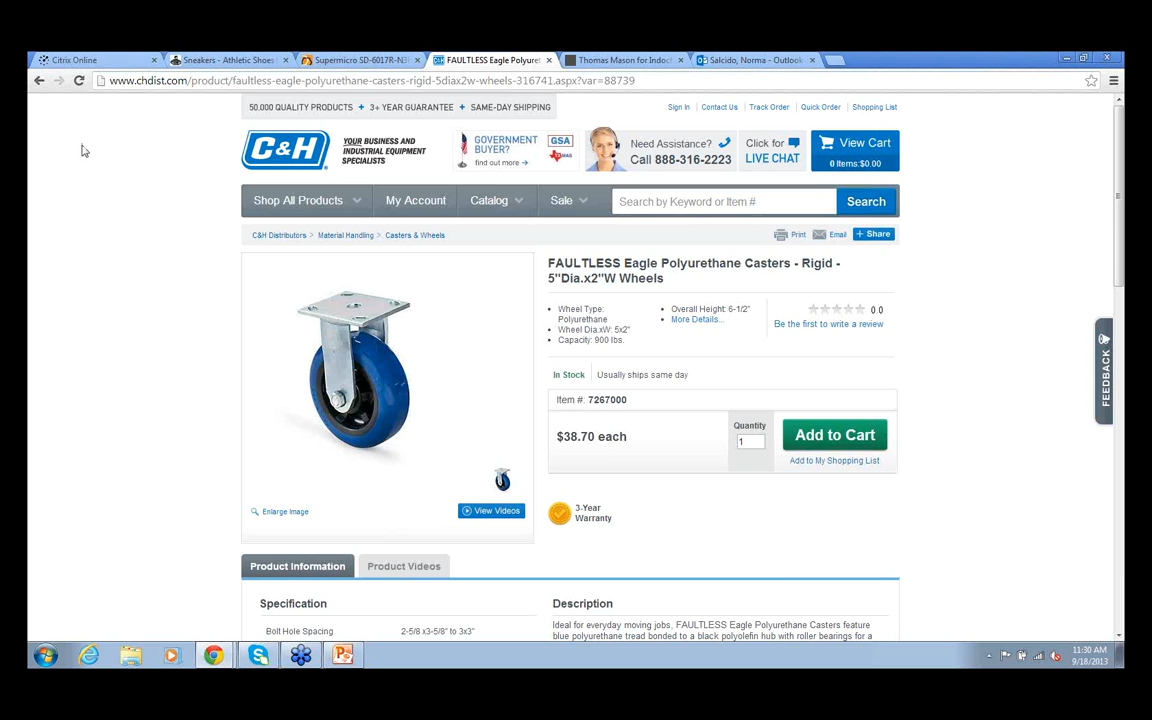 Citrix Online
Sneakers - Athletic Shoes
Supermicro SD-6017R-N3
FAULTLESS Eagle Polyuret
Thomas Mason for Indoch
Salcido, Norma - Outlook
www.chdist.com/product/faultless-eagle-polyurethane-casters-rigid-5diax2w-wheels-316741.aspx?var=88739
50,000 QUALITY PRODUCTS + 3+ YEAR GUARANTEE + SAME-DAY SHIPPING
Sign In
Contact Us
Track Order
Quick Order
Shopping List
C&H
YOUR BUSINESS AND
INDUSTRIAL EQUIPMENT
SPECIALISTS
GOVERNMENT
BUYER?
find out more
GSA
Need Assistance?
Call 888-316-2223
Click for
LIVE CHAT
View Cart
0 Items:$0.00
Shop All Products
My Account
Catalog
Sale
Search by Keyword or Item #
Search
C&H Distributors > Material Handling > Casters & Wheels
Print
Email
+ Share
FAULTLESS Eagle Polyurethane Casters - Rigid -
5"Dia.x2"W Wheels
• Wheel Type:
Polyurethane
• Wheel Dia.xW: 5x2"
• Capacity: 900 lbs.
• Overall Height: 6-1/2"
• More Details...
0.0
Be the first to write a review
In Stock
Usually ships same day
Item #: 7267000
$38.70 each
Quantity
1
Add to Cart
Add to My Shopping List
Enlarge Image
View Videos
3-Year
Warranty
FEEDBACK
Product Information
Product Videos
Specification
Bolt Hole Spacing
2-5/8 x3-5/8" to 3x3"
Description
Ideal for everyday moving jobs, FAULTLESS Eagle Polyurethane Casters feature
blue polyurethane tread bonded to a black polyolefin hub with roller bearings for a
11:30 AM
9/18/2013